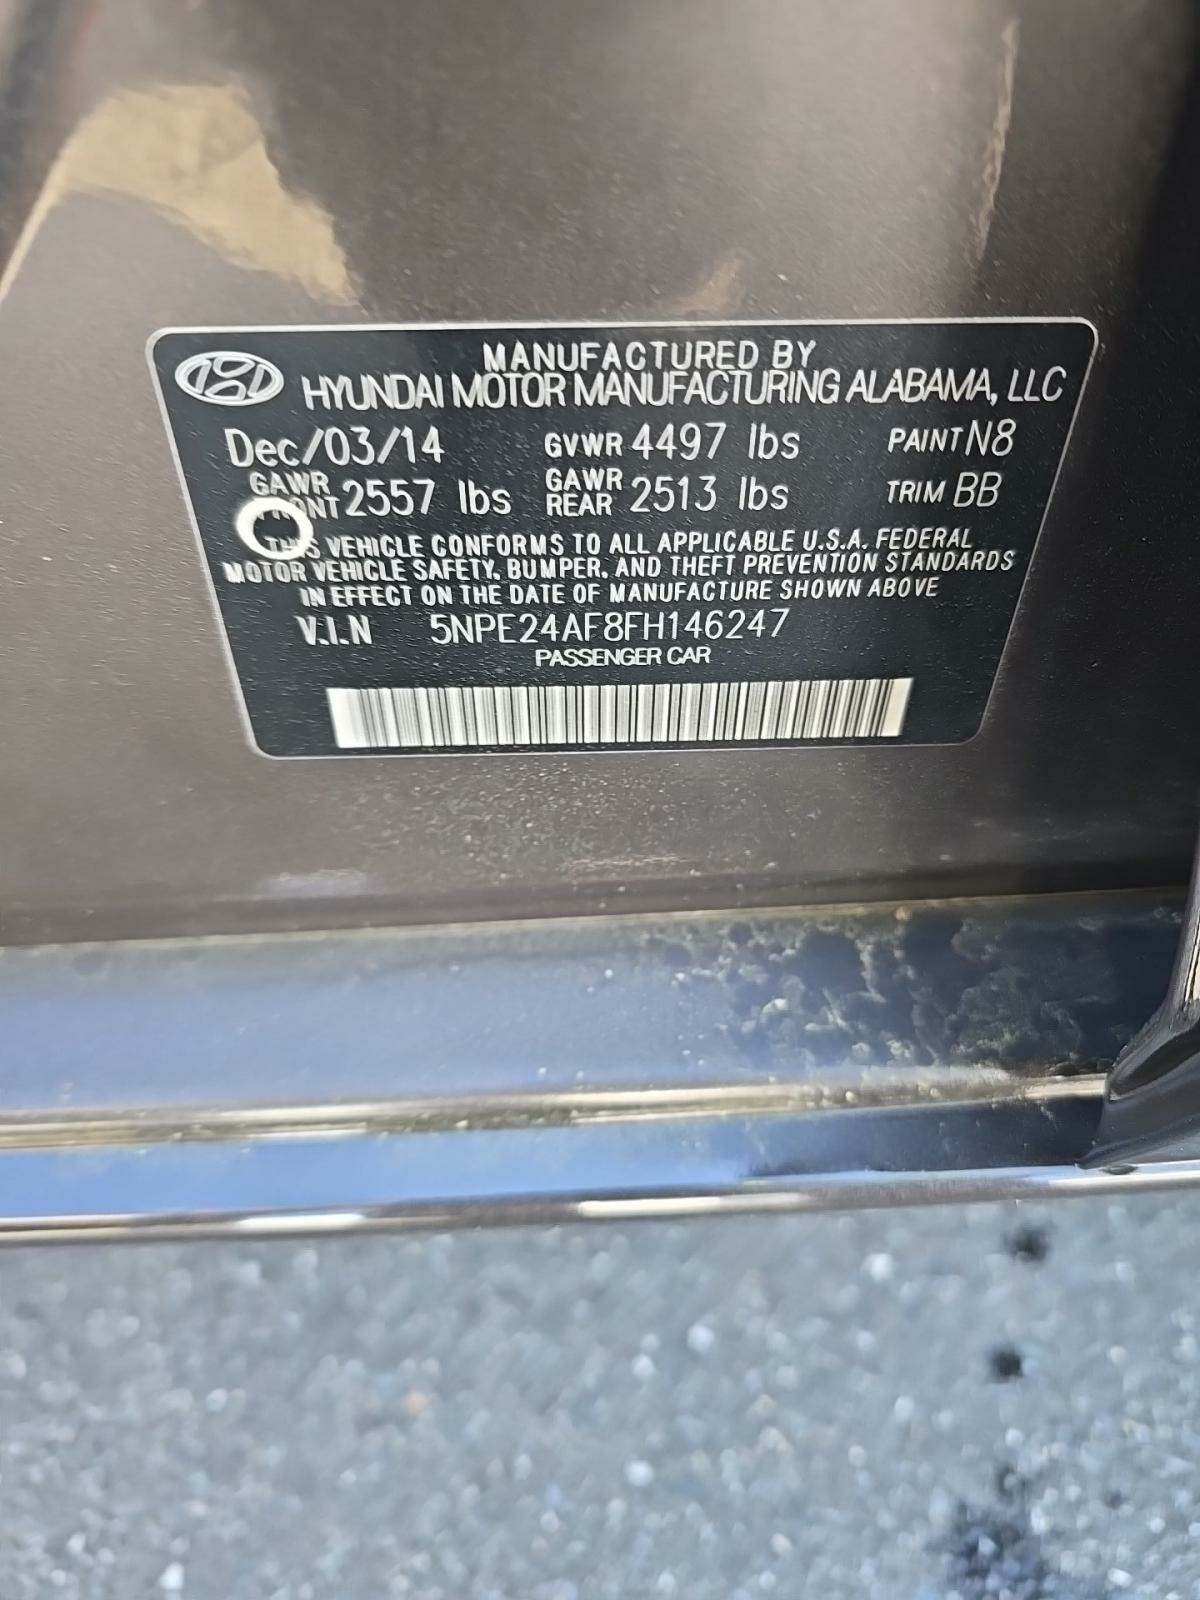 MANUFACTURED BY
HYUNDAI MOTOR MANUFACTURING ALABAMA, LLC
Dec/03/14 GVWR 4497 lbs PAINT N8
GAWR FRONT 2557 lbs GAWR REAR 2513 lbs TRIM BB
THIS VEHICLE CONFORMS TO ALL APPLICABLE U.S.A. FEDERAL
MOTOR VEHICLE SAFETY, BUMPER, AND THEFT PREVENTION STANDARDS
IN EFFECT ON THE DATE OF MANUFACTURE SHOWN ABOVE
V.I.N 5NPE24AF8FH146247
PASSENGER CAR